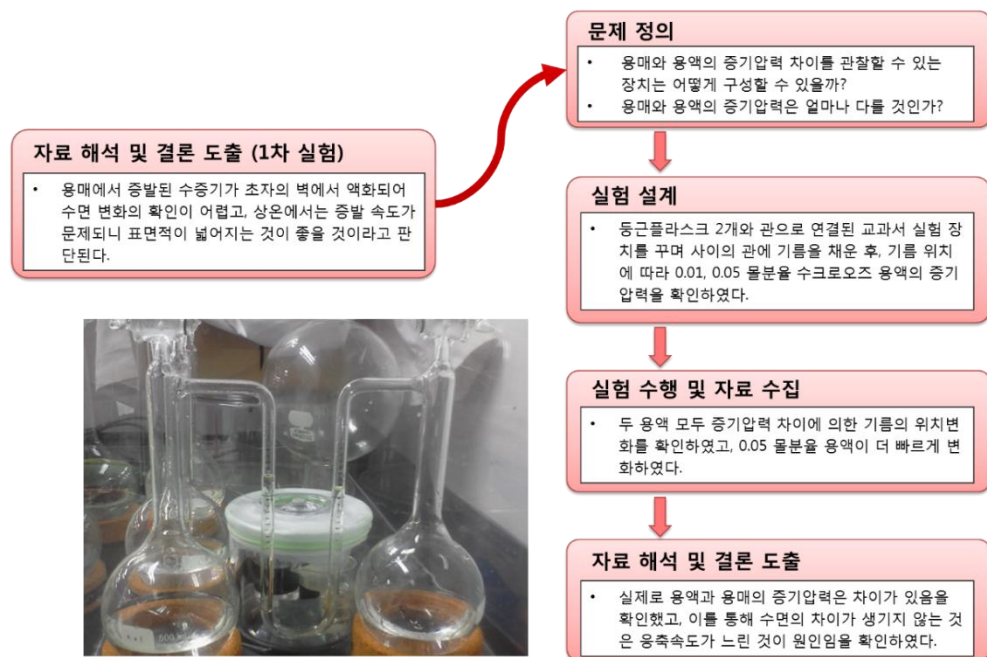 자료 해석 및 결론 도출 (1차 실험)
• 용매에서 증발된 수증기가 초자의 벽에서 액화되어
수면 변화의 확인이 어렵고, 상온에서는 증발 속도가
문제되니 표면적이 넓어지는 것이 좋을 것이라고 판
단된다.
문제 정의
• 용매와 용액의 증기압력 차이를 관찰할 수 있는
장치는 어떻게 구성할 수 있을까?
• 용매와 용액의 증기압력은 얼마나 다를 것인가?
실험 설계
• 둥근플라스크 2개와 관으로 연결된 교과서 실험 장
치를 꾸며 사이의 관에 기름을 채운 후, 기름 위치
에 따라 0.01, 0.05 몰분율 수크로오즈 용액의 증기
압력을 확인하였다.
실험 수행 및 자료 수집
• 두 용액 모두 증기압력 차이에 의한 기름의 위치변
화를 확인하였고, 0.05 몰분율 용액이 더 빠르게 변
화하였다.
자료 해석 및 결론 도출
• 실제로 용액과 용매의 증기압력은 차이가 있음을
확인했고, 이를 통해 수면의 차이가 생기지 않는 것
은 응축속도가 느린 것이 원인임을 확인하였다.